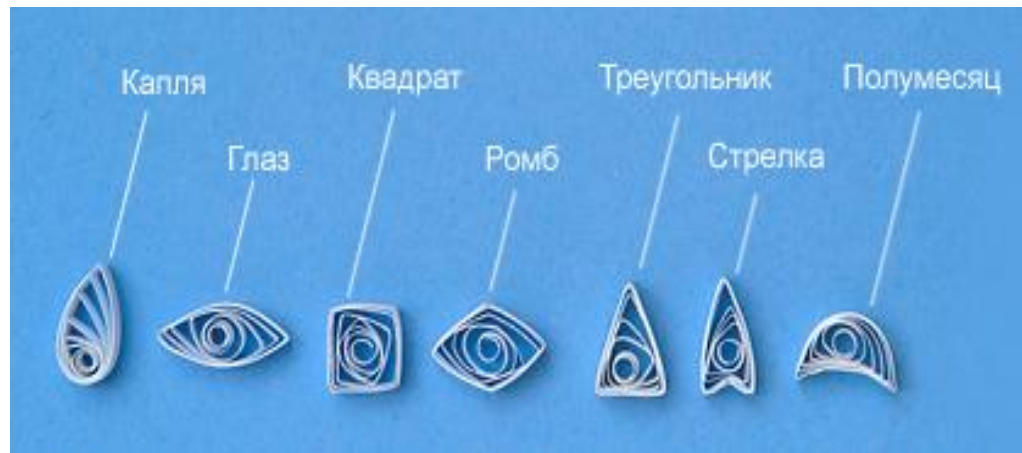 Капля
Глаз
Квадрат
Ромб
Треугольник
Стрелка
Полумесяц